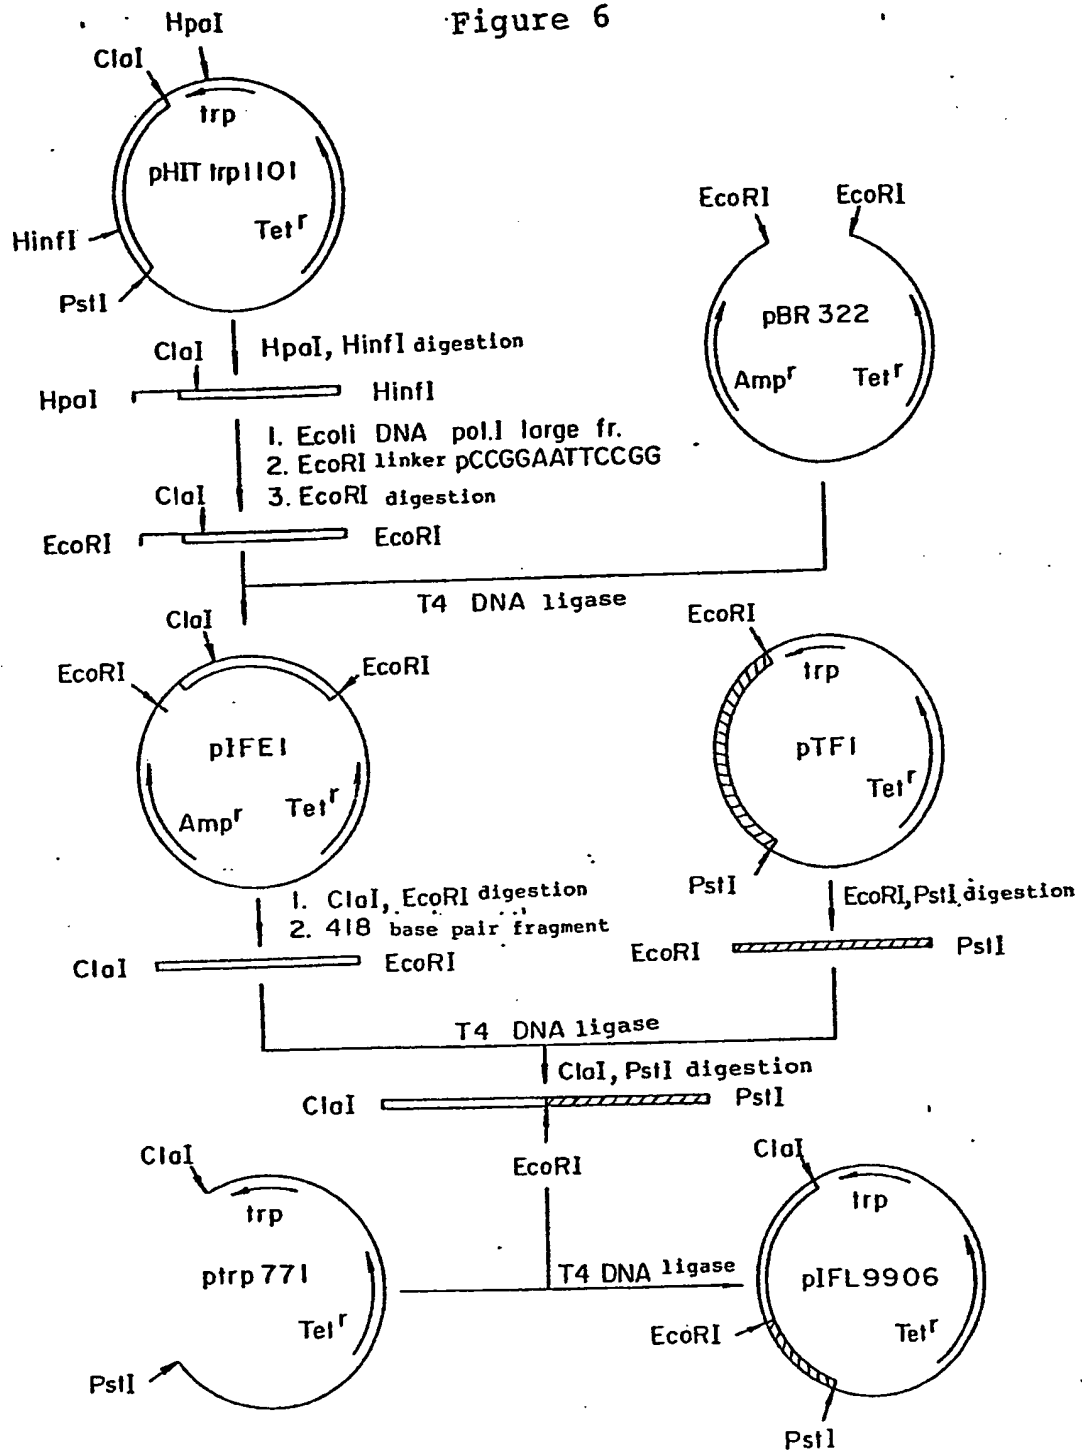 Figure 6
HpaI
ClaI
trp
pHIT trp1101
Tet r
HinfI
PstI
EcoRI
EcoRI
pBR 322
Amp r
Tet r
HpaI, HinfI digestion
ClaI
HpaI
HinfI
1. Ecoli DNA pol.I large fr.
2. EcoRI linker pCCGGAATTCCGG
3. EcoRI digestion
ClaI
EcoRI
EcoRI
T4 DNA ligase
ClaI
EcoRI
EcoRI
pIFE1
Amp r
Tet r
EcoRI
trp
pTF1
Tet r
PstI
1. ClaI, EcoRI digestion
2. 418 base pair fragment
EcoRI, PstI digestion
ClaI
EcoRI
EcoRI
PstI
T4 DNA ligase
ClaI, PstI digestion
ClaI
PstI
EcoRI
ClaI
trp
ptrp 771
Tet r
PstI
T4 DNA ligase
ClaI
trp
pIFL9906
Tet r
EcoRI
PstI